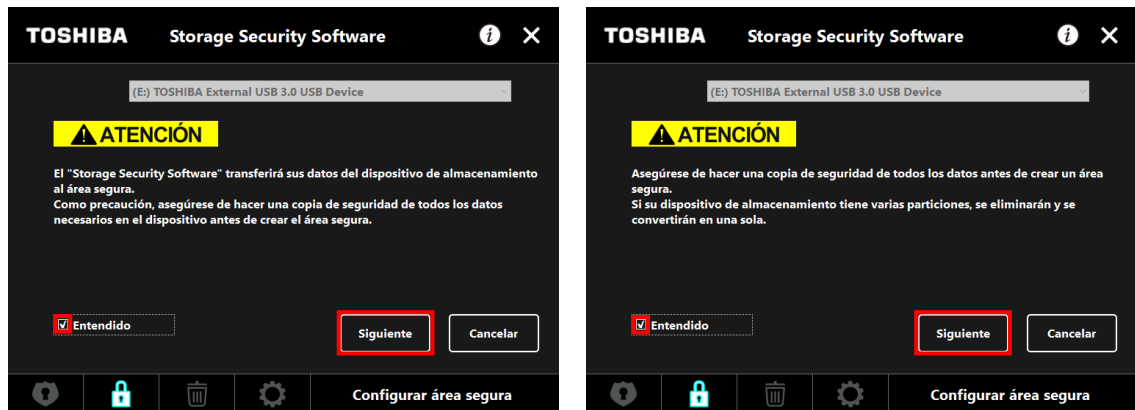 TOSHIBA Storage Security Software
(E:) TOSHIBA External USB 3.0 USB Device
ATENCIÓN
El "Storage Security Software" transferirá sus datos del dispositivo de almacenamiento
al área segura.
Como precaución, asegúrese de hacer una copia de seguridad de todos los datos
necesarios en el dispositivo antes de crear el área segura.
Entendido
Siguiente
Cancelar
Configurar área segura
TOSHIBA Storage Security Software
(E:) TOSHIBA External USB 3.0 USB Device
ATENCIÓN
Asegúrese de hacer una copia de seguridad de todos los datos antes de crear un área
segura.
Si su dispositivo de almacenamiento tiene varias particiones, se eliminarán y se
convertirán en una sola.
Entendido
Siguiente
Cancelar
Configurar área segura